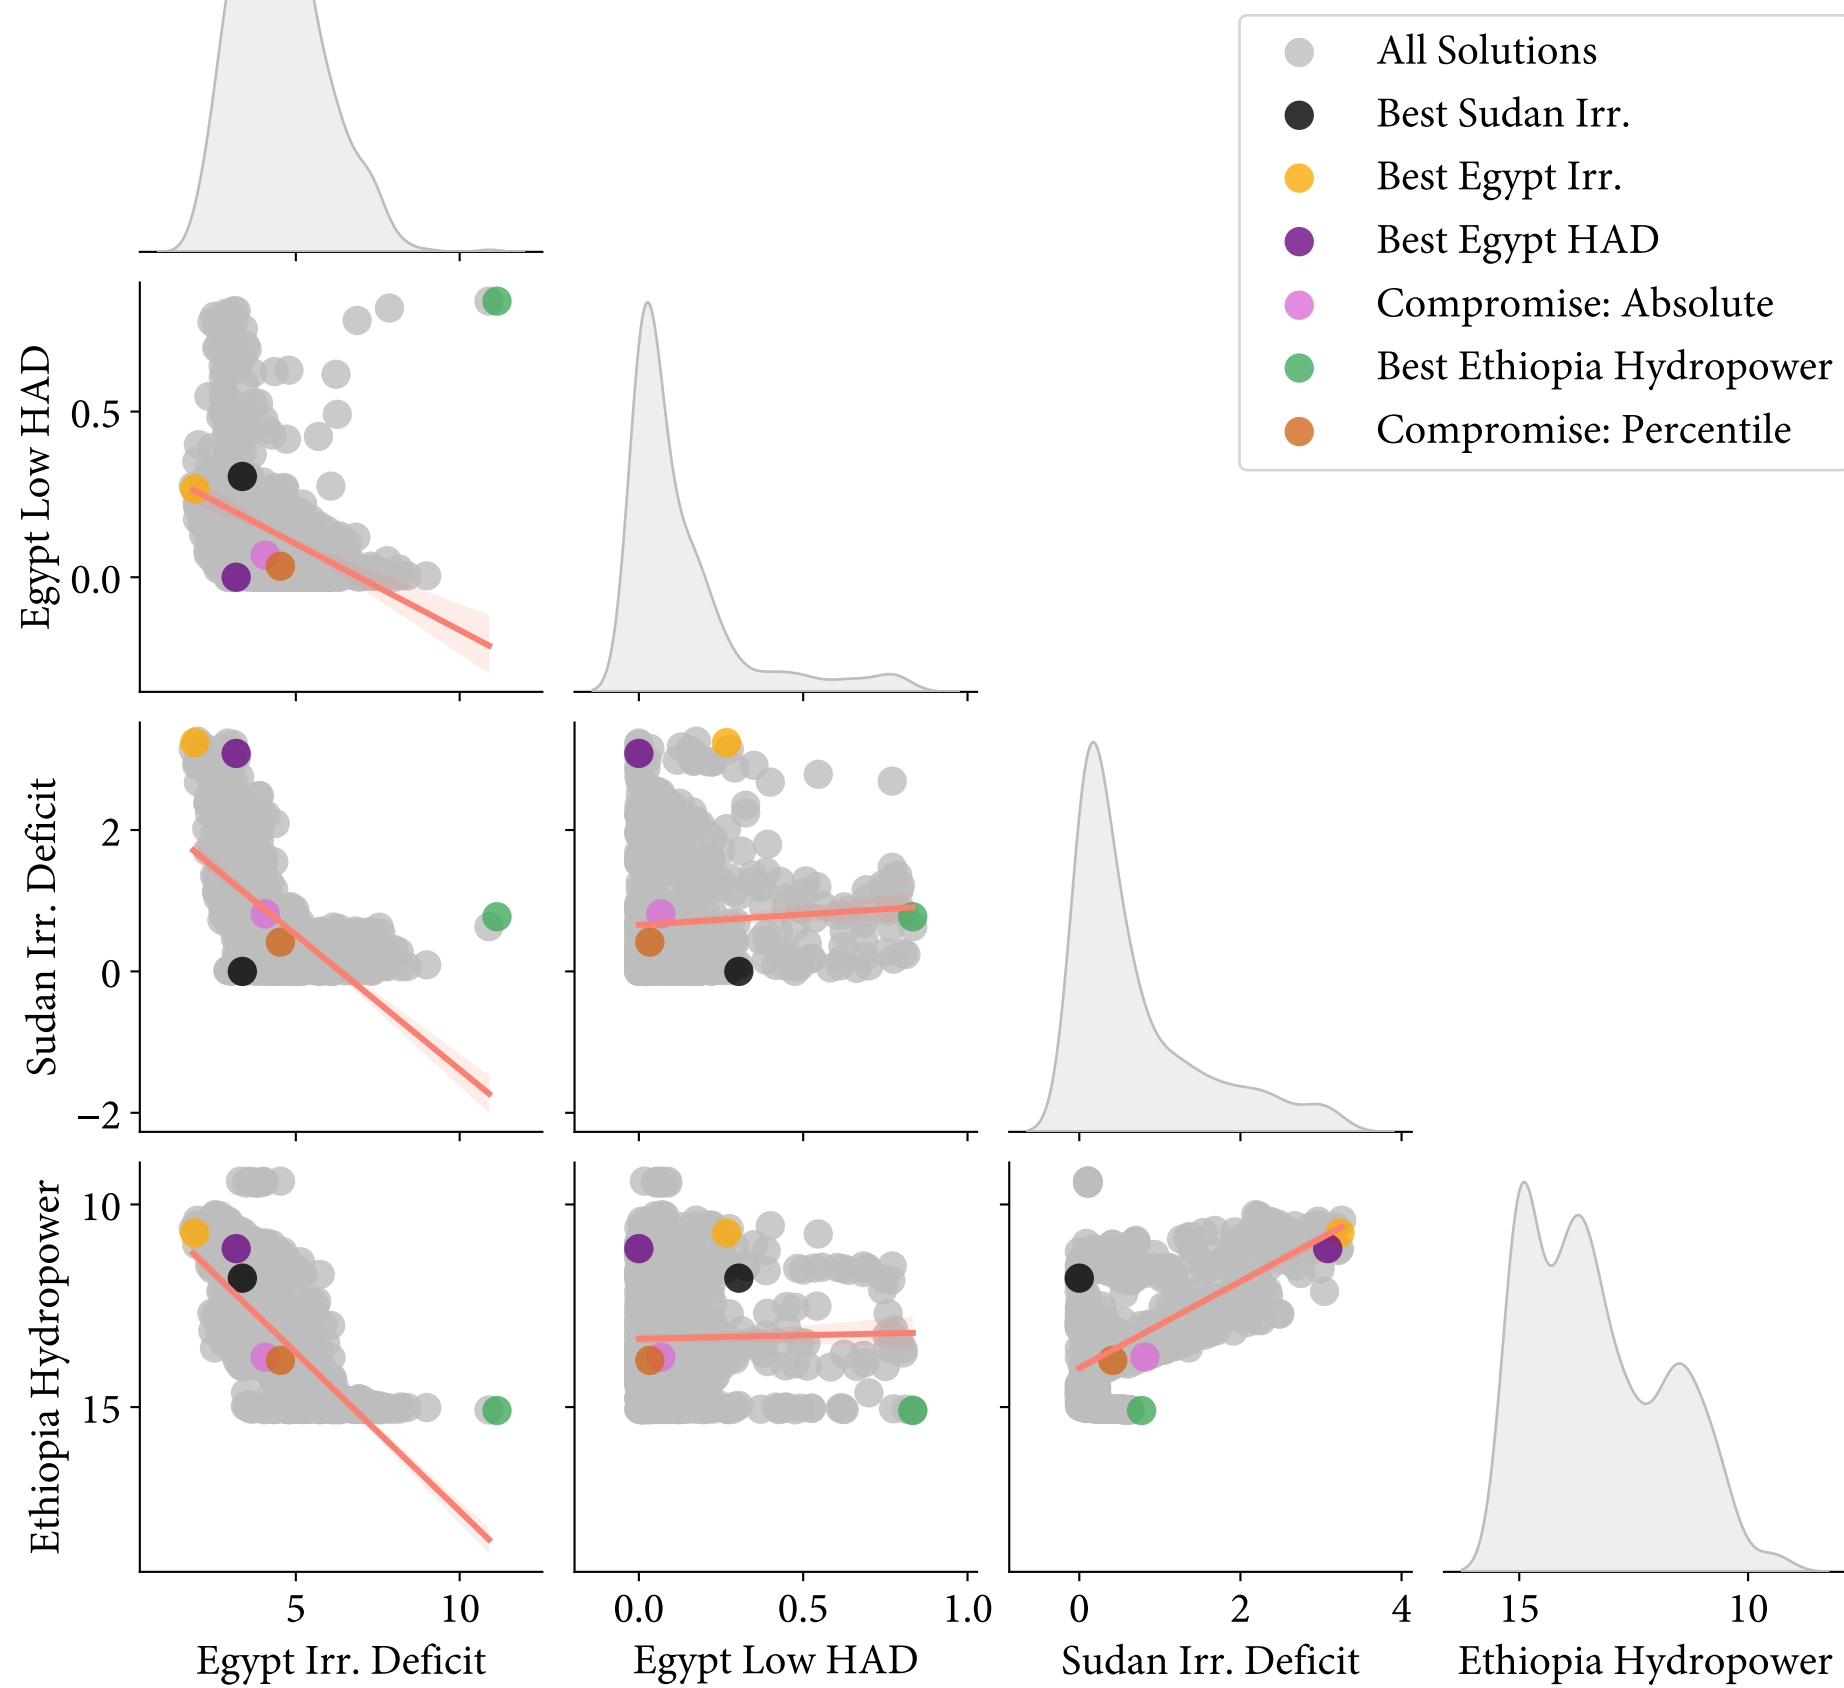 All Solutions
Best Sudan Irr.
Best Egypt Irr.
Best Egypt HAD
Compromise: Absolute
Best Ethiopia Hydropower
Compromise: Percentile
Egypt Low HAD
0.5
0.0
Sudan Irr. Deficit
2
0
−2
Ethiopia Hydropower
10
15
5 10 0.0 0.5 1.0 0 2 4 15 10
Egypt Irr. Deficit Egypt Low HAD Sudan Irr. Deficit Ethiopia Hydropower